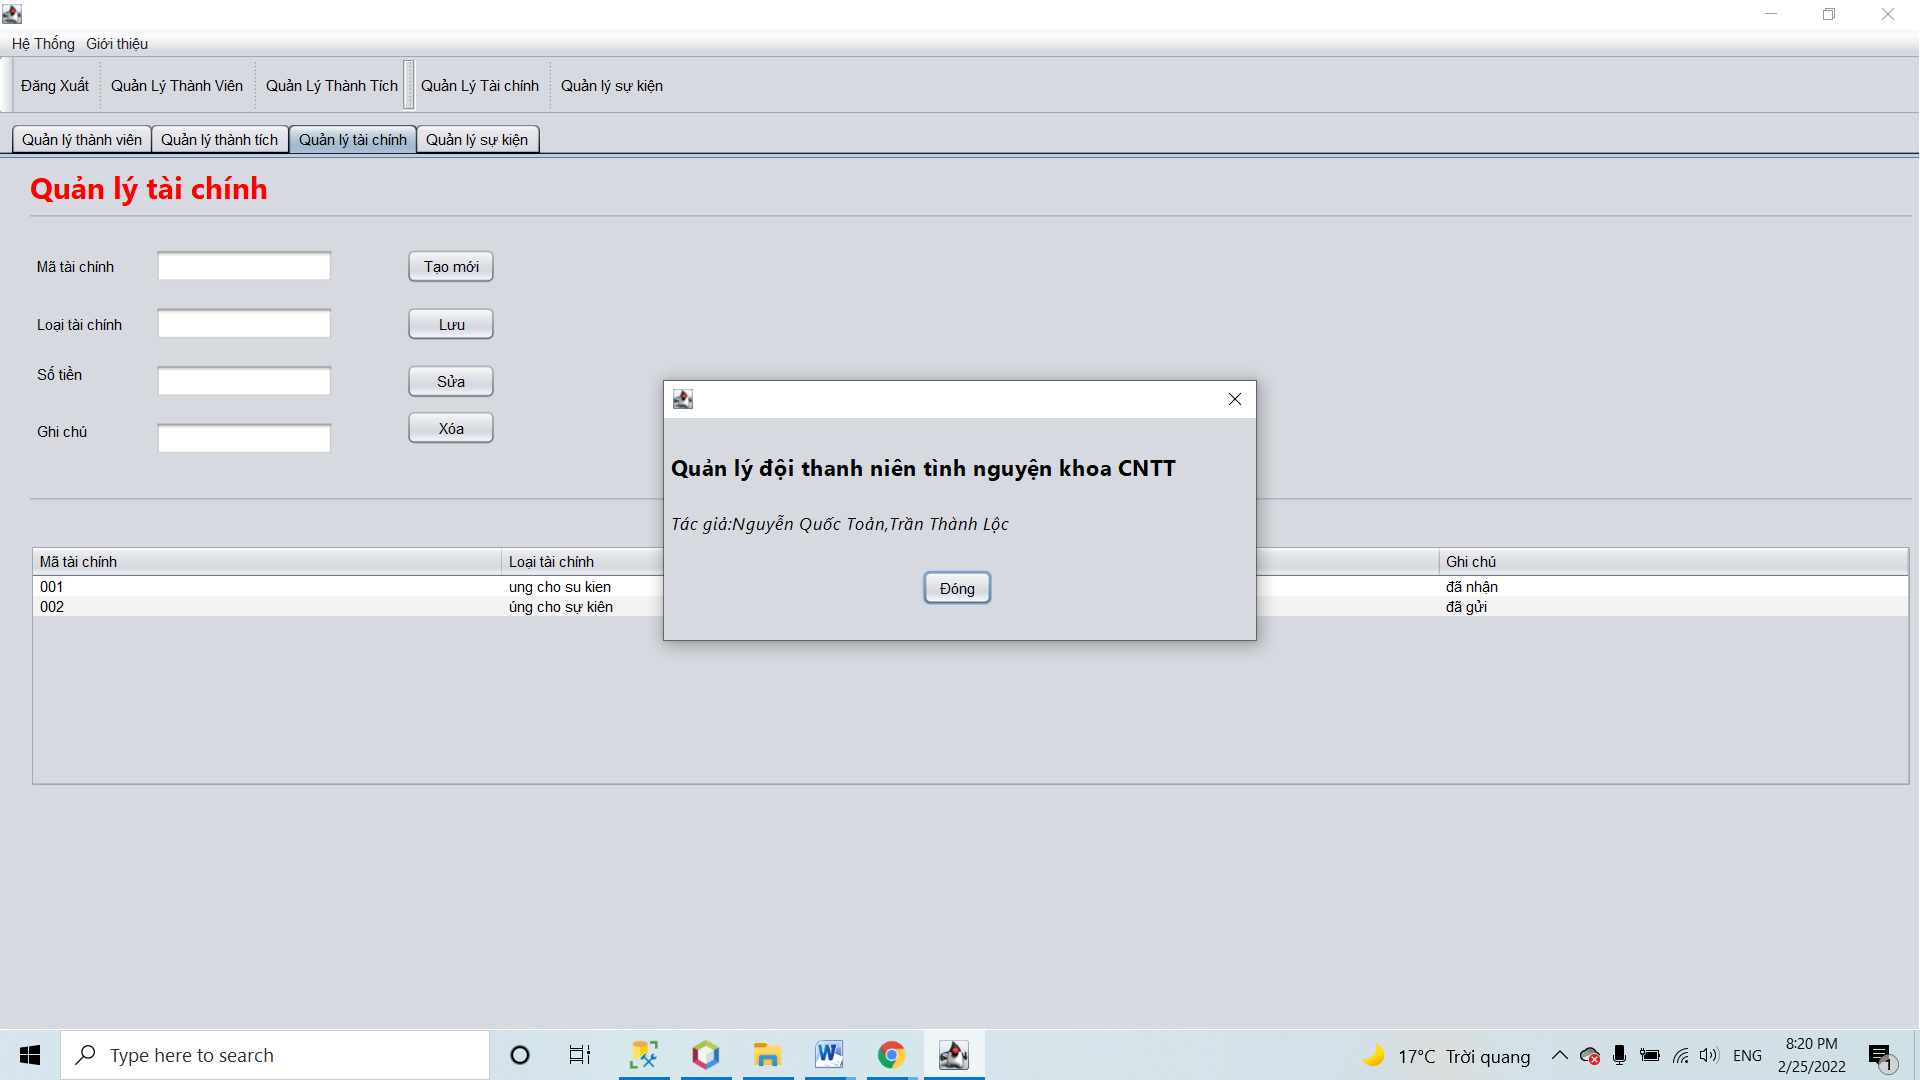 Hệ Thống Giới thiệu
Đăng Xuất Quản Lý Thành Viên Quản Lý Thành Tích Quản Lý Tài chính Quản lý sự kiện
Quản lý thành viên Quản lý thành tích Quản lý tài chính Quản lý sự kiện
Quản lý tài chính
Mã tài chính Tạo mới
Loại tài chính Lưu
Số tiền Sửa
Ghi chú Xóa
Quản lý đội thanh niên tình nguyện khoa CNTT
Tác giả:Nguyễn Quốc Toản,Trần Thành Lộc
Đóng
Mã tài chính Loại tài chính Ghi chú
001 ung cho su kien đã nhận
002 úng cho sự kiên đã gửi
Type here to search 17°C Trời quang ENG 8:20 PM 2/25/2022 1